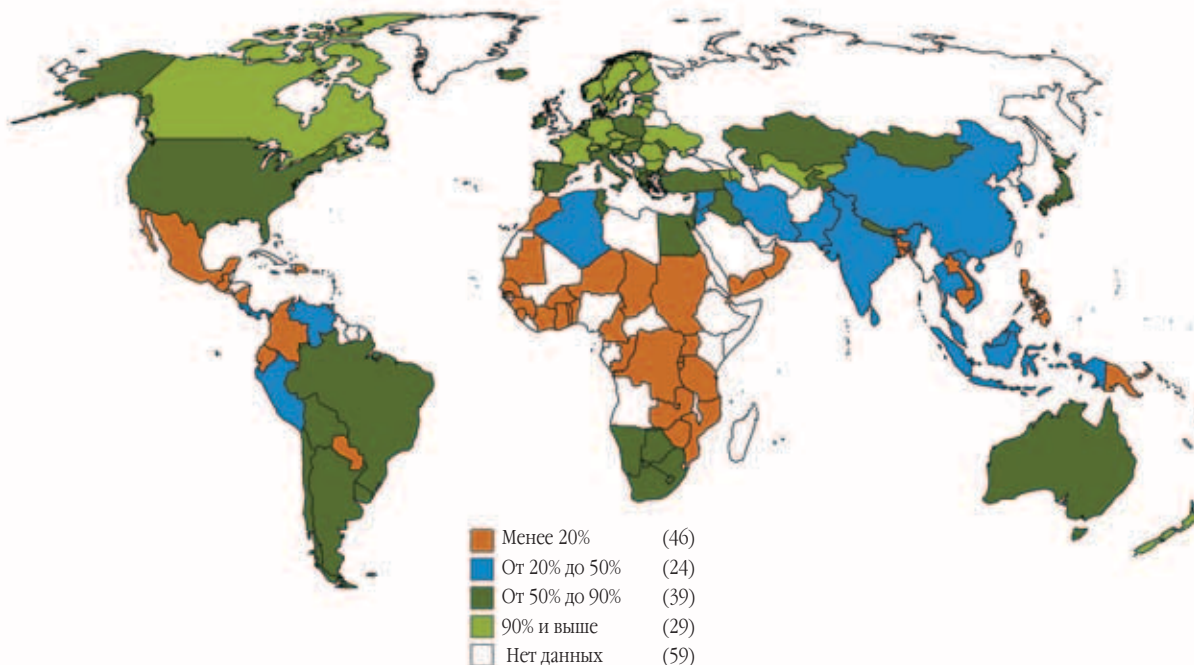 Менее 20% (46)
От 20% до 50% (24)
От 50% до 90% (39)
90% и выше (29)
Нет данных (59)